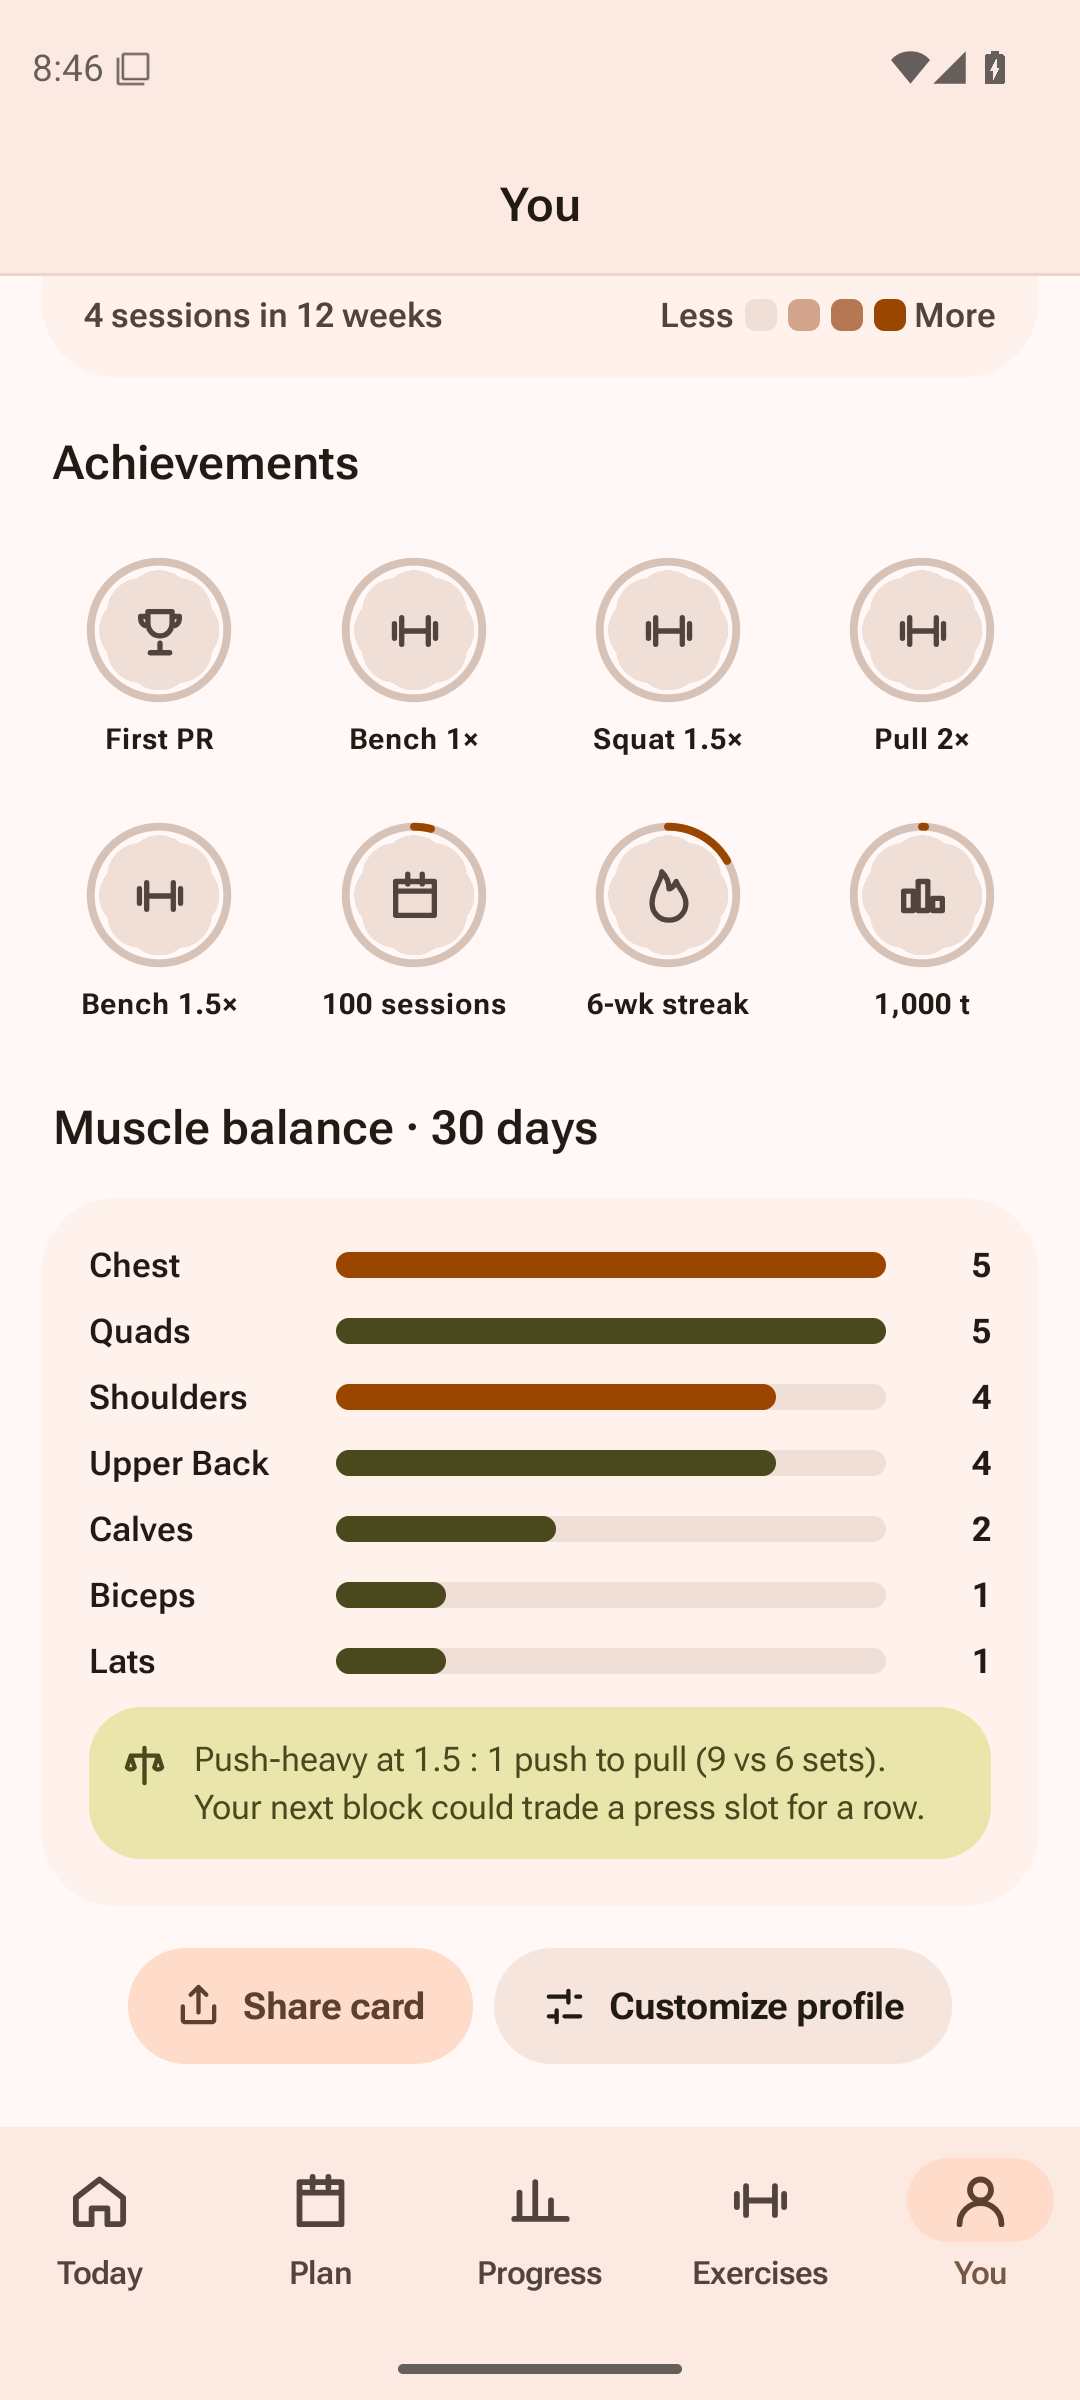 8:46
You
4 sessions in 12 weeks
Less More
Achievements
First PR
Bench 1×
Squat 1.5×
Pull 2×
Bench 1.5×
100 sessions
6-wk streak
1,000 t
Muscle balance · 30 days
Chest 5
Quads 5
Shoulders 4
Upper Back 4
Calves 2
Biceps 1
Lats 1
Push-heavy at 1.5 : 1 push to pull (9 vs 6 sets).
Your next block could trade a press slot for a row.
Share card
Customize profile
Today
Plan
Progress
Exercises
You